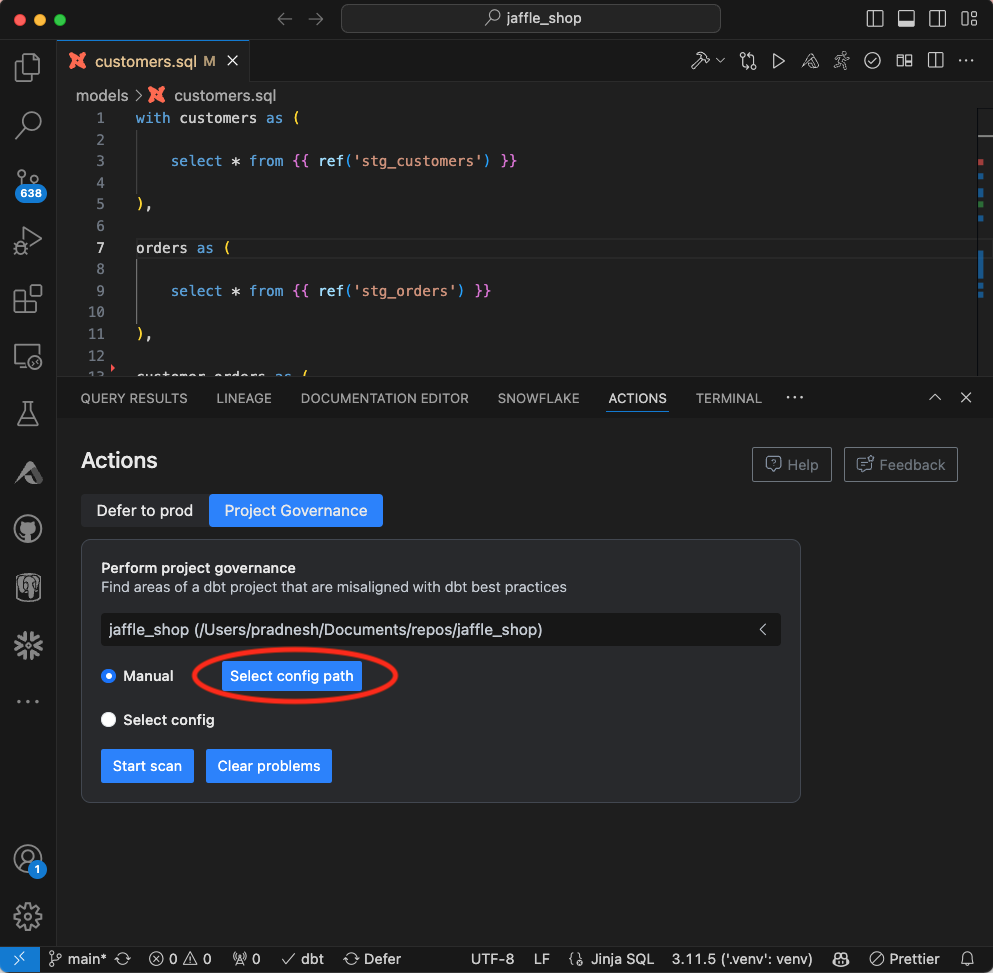 jaffle_shop
customers.sql M
models > customers.sql
1 with customers as (
2
3 select * from {{ ref('stg_customers') }}
4
5 ),
6
7 orders as (
8
9 select * from {{ ref('stg_orders') }}
10
11 ),
12
13 customer_orders as (
638
QUERY RESULTS LINEAGE DOCUMENTATION EDITOR SNOWFLAKE ACTIONS TERMINAL ...
Actions
Help Feedback
Defer to prod Project Governance
Perform project governance
Find areas of a dbt project that are misaligned with dbt best practices
jaffle_shop (/Users/pradnesh/Documents/repos/jaffle_shop)
Manual Select config path
Select config
Start scan Clear problems
1
main* 0 0 0 dbt Defer UTF-8 LF Jinja SQL 3.11.5 ('.venv': venv) Prettier